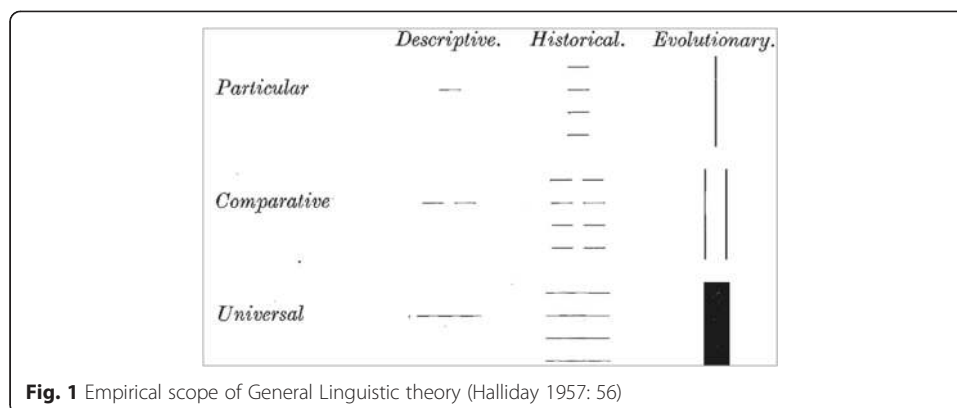 Descriptive. Historical. Evolutionary.
Particular
Comparative
Universal
Fig. 1 Empirical scope of General Linguistic theory (Halliday 1957: 56)